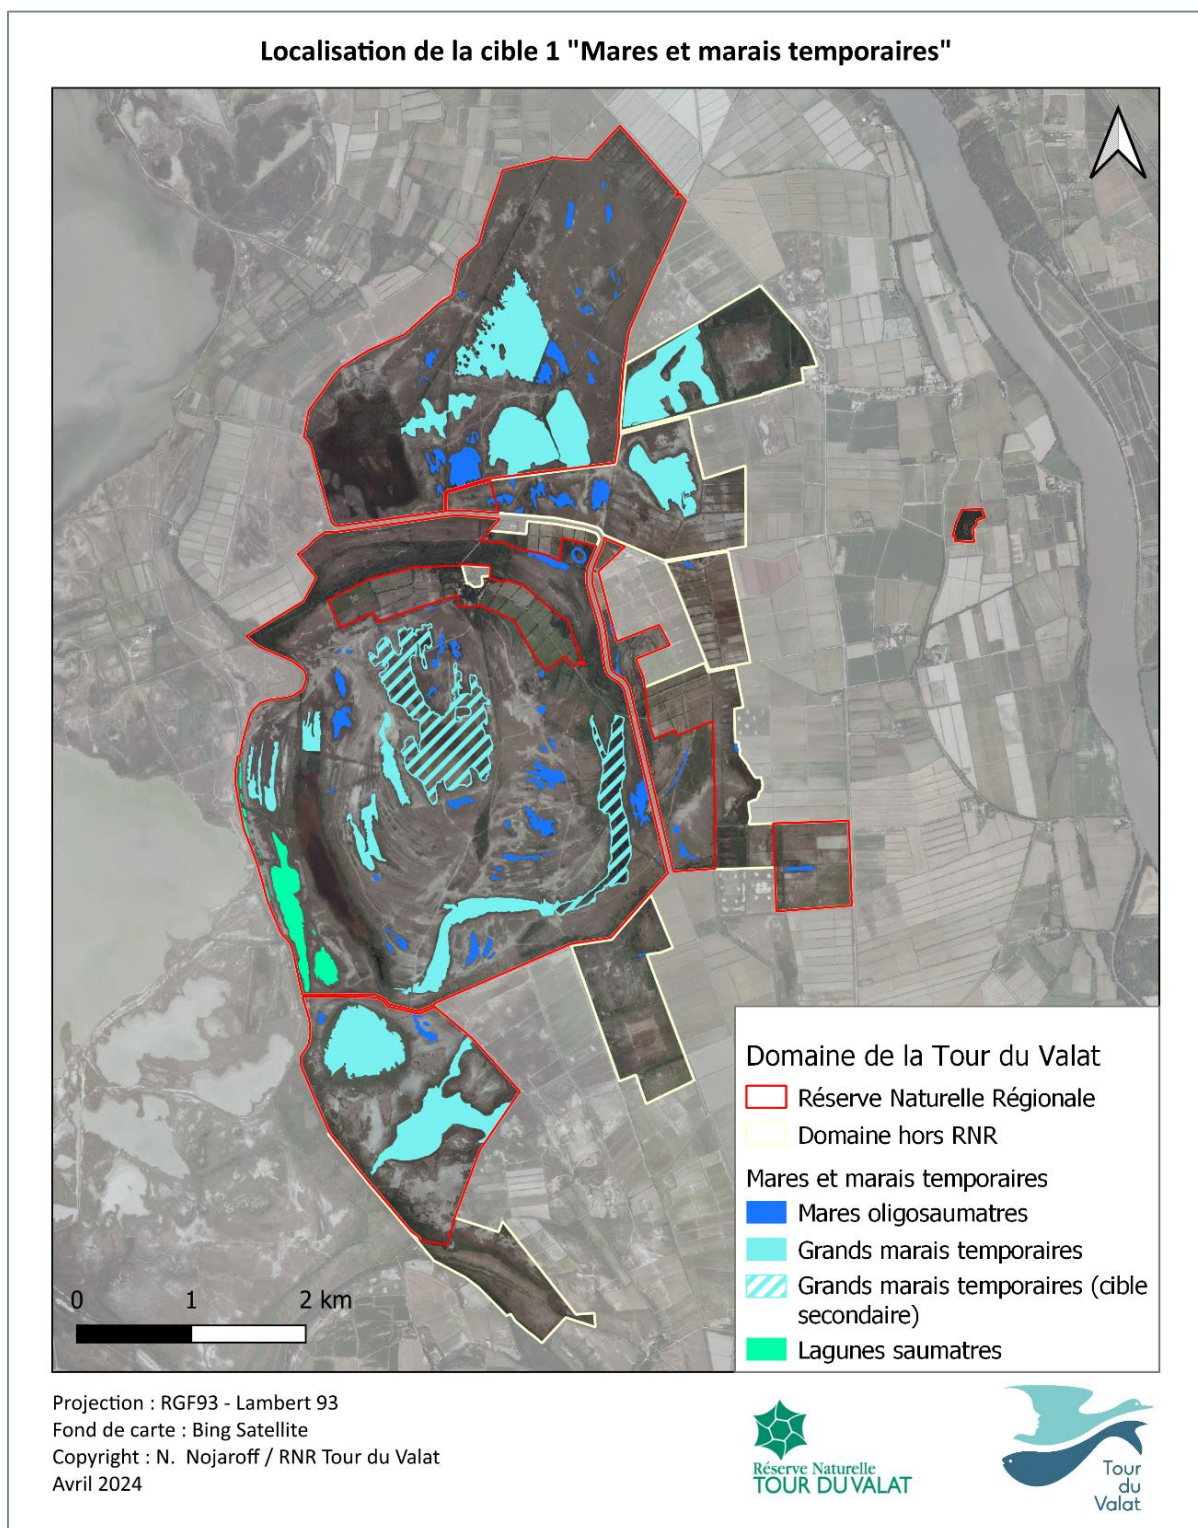 Localisation de la cible 1 "Mares et marais temporaires"
Domaine de la Tour du Valat
Réserve Naturelle Régionale
Domaine hors RNR
Mares et marais temporaires
Mares oligosaumatres
Grands marais temporaires
Grands marais temporaires (cible
secondaire)
Lagunes saumatres
0 1 2 km
Projection : RGF93 - Lambert 93
Fond de carte : Bing Satellite
Copyright : N. Nojaroff / RNR Tour du Valat
Avril 2024
Réserve Naturelle
TOUR DU VALAT
Tour
du
Valat